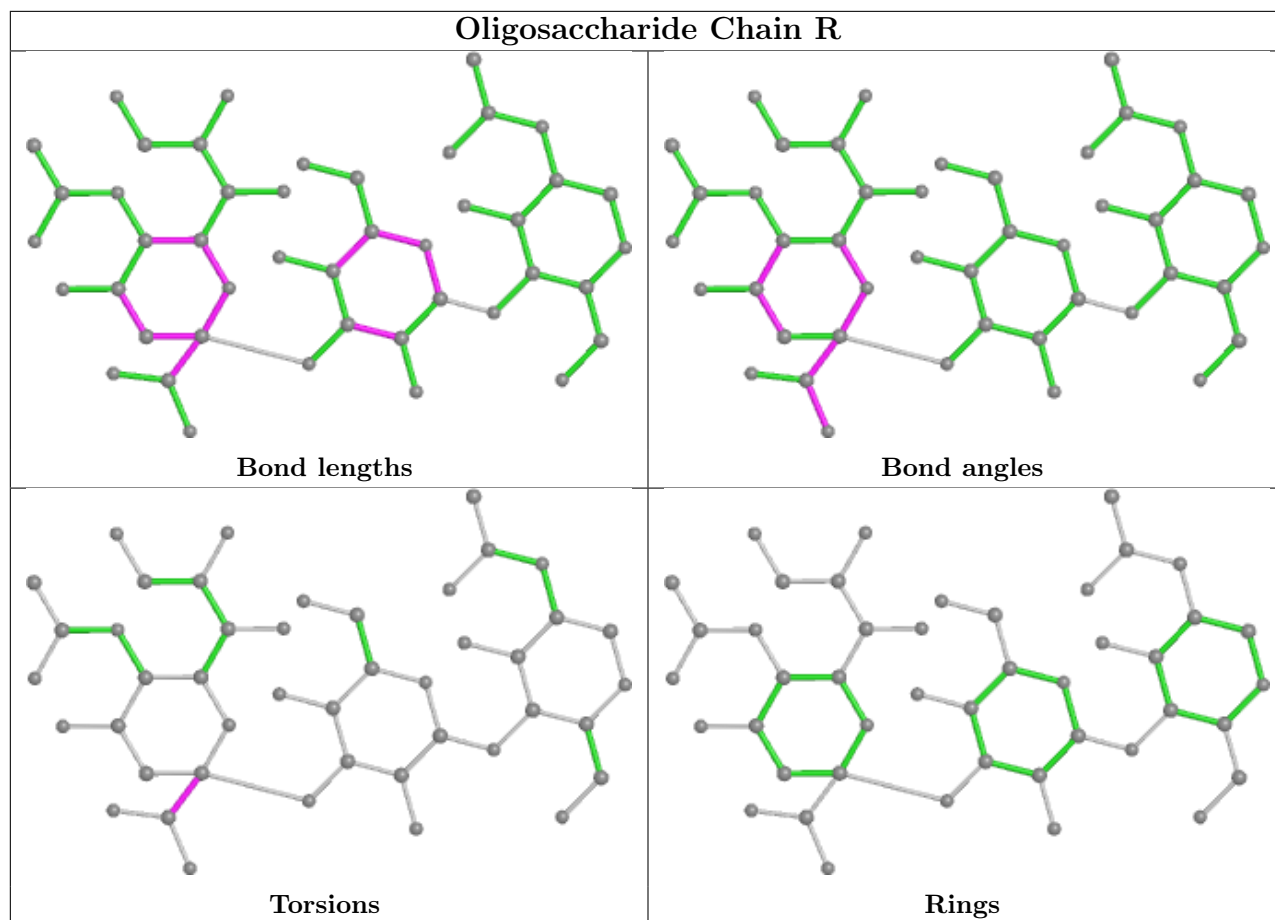 Oligosaccharide Chain R
Bond lengths
Bond angles
Torsions
Rings